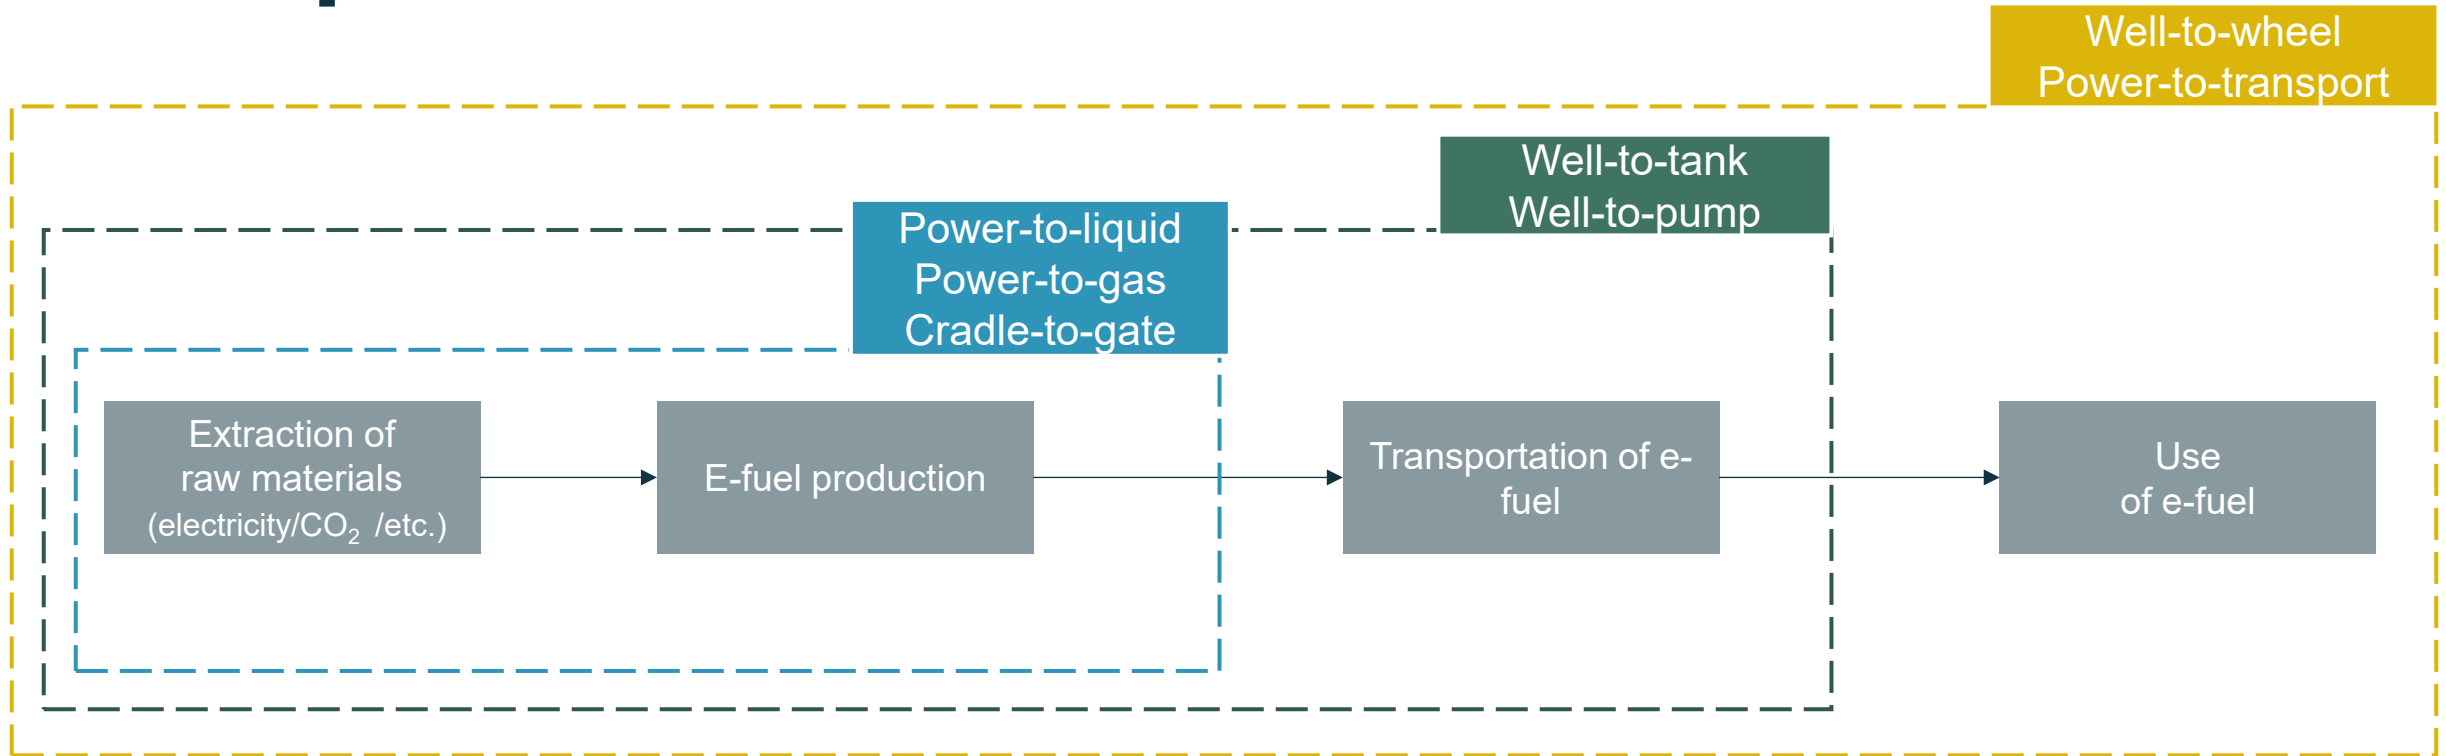 Well-to-wheel
Power-to-transport
Well-to-tank
Well-to-pump
Power-to-liquid
Power-to-gas
Cradle-to-gate
Extraction of
raw materials
(electricity/CO₂ /etc.)
E-fuel production
Transportation of e-
fuel
Use
of e-fuel